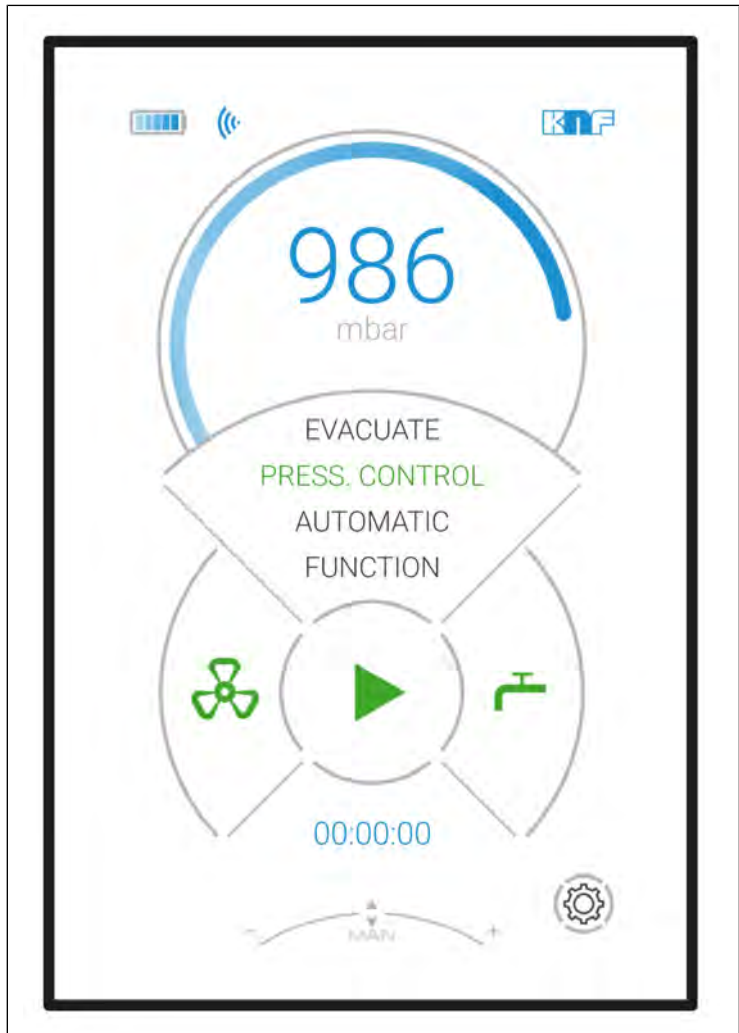 KNF
986
mbar
EVACUATE
PRESS. CONTROL
AUTOMATIC
FUNCTION
00:00:00
- MAN +